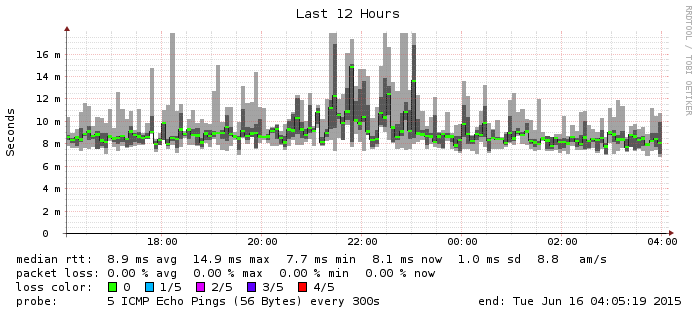 Last 12 Hours
RRDTOOL / TOBI OETIKER
Seconds
16 m
14 m
12 m
10 m
8 m
6 m
4 m
2 m
0
18:00 20:00 22:00 00:00 02:00 04:00
median rtt: 8.9 ms avg 14.9 ms max 7.7 ms min 8.1 ms now 1.0 ms sd 8.8 am/s
packet loss: 0.00 % avg 0.00 % max 0.00 % min 0.00 % now
loss color: 0 1/5 2/5 3/5 4/5
probe: 5 ICMP Echo Pings (56 Bytes) every 300s end: Tue Jun 16 04:05:19 2015